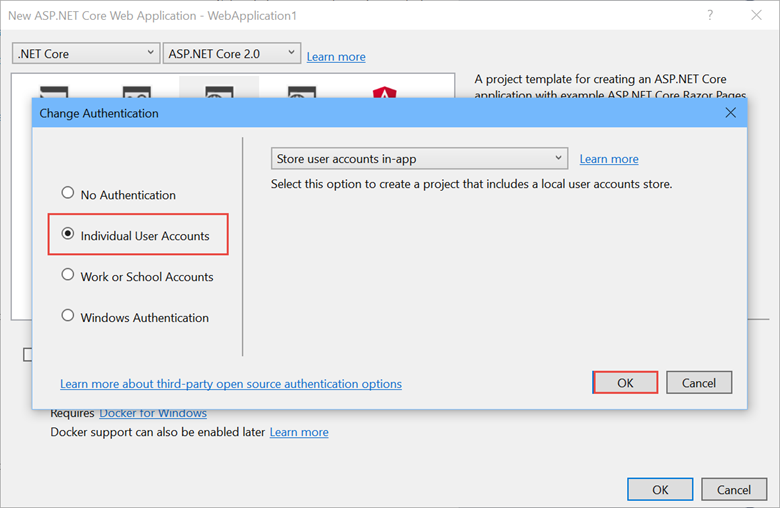 New ASP.NET Core Web Application - WebApplication1
?
.NET Core
ASP.NET Core 2.0
Learn more
A project template for creating an ASP.NET Core
application with example ASP.NET Core Razor Pages
Change Authentication
Store user accounts in-app
Learn more
Select this option to create a project that includes a local user accounts store.
No Authentication
Individual User Accounts
Work or School Accounts
Windows Authentication
Learn more about third-party open source authentication options
OK
Cancel
Requires Docker for Windows
Docker support can also be enabled later Learn more
OK
Cancel